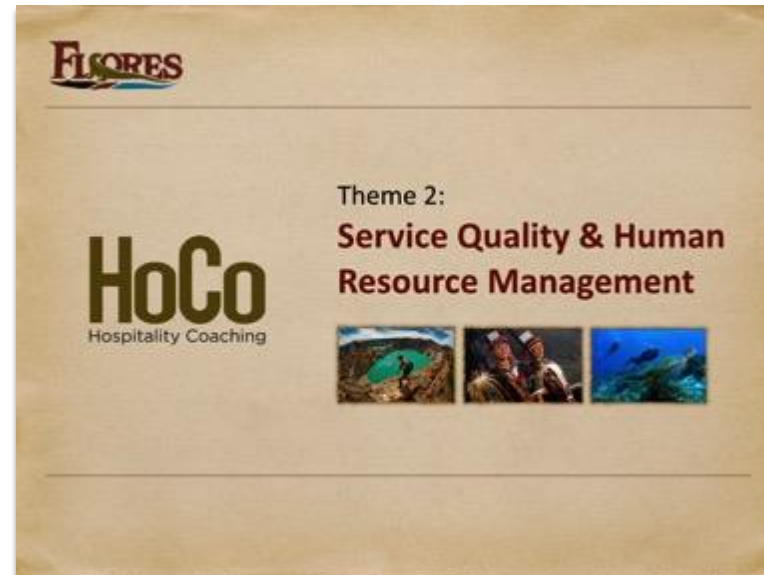 FLORES
Theme 2:
Service Quality & Human
Resource Management
HoCo
Hospitality Coaching